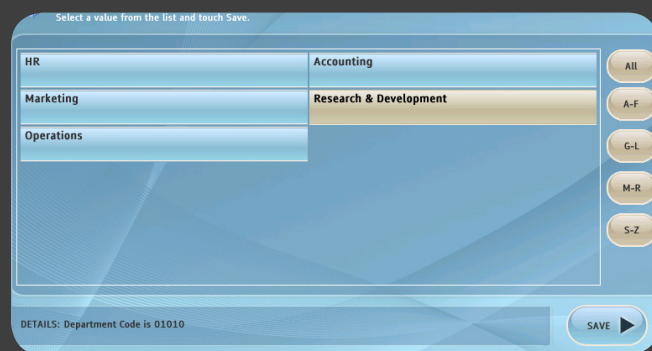 Select a value from the list and touch Save.
HR
Accounting
All
Marketing
Research & Development
A-F
Operations
G-L
M-R
S-Z
DETAILS: Department Code is 01010
SAVE